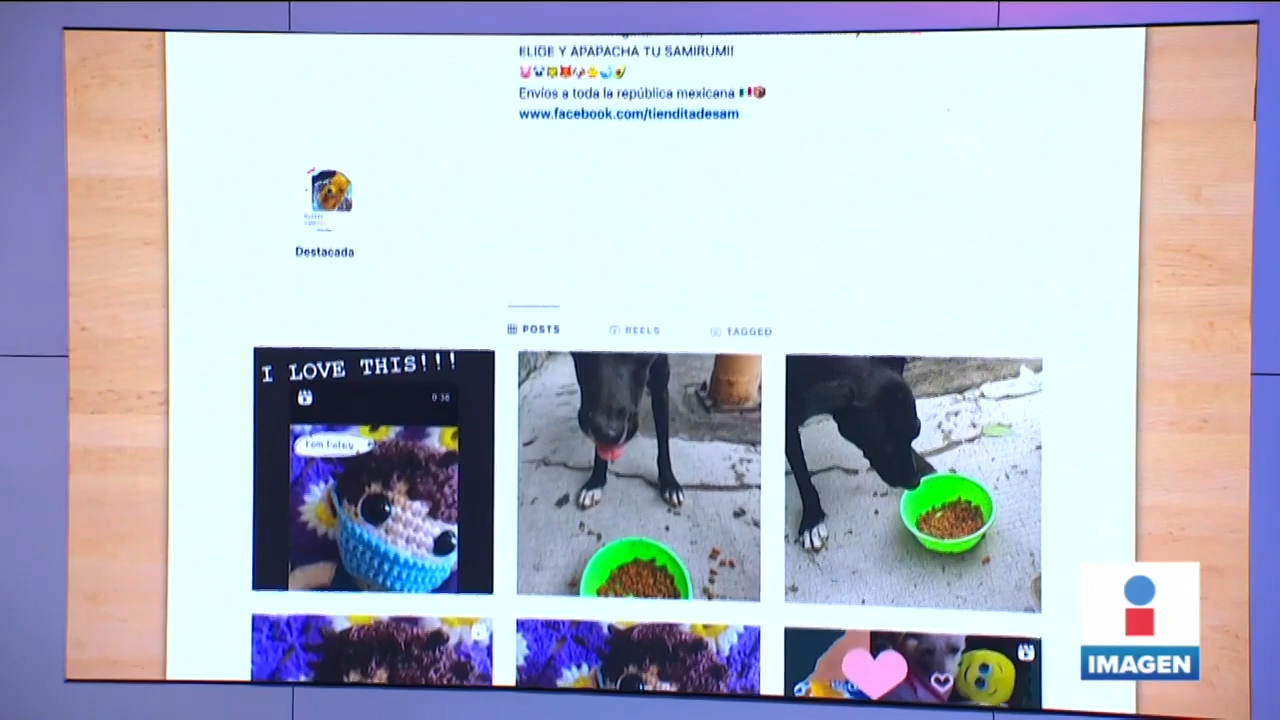 ELIGE Y APAPACHA TU SAMIRUMI!!
Envíos a toda la república mexicana
www.facebook.com/tienditadesam
Destacada
POSTS
REELS
TAGGED
I LOVE THIS!!!
0:38
IMAGEN